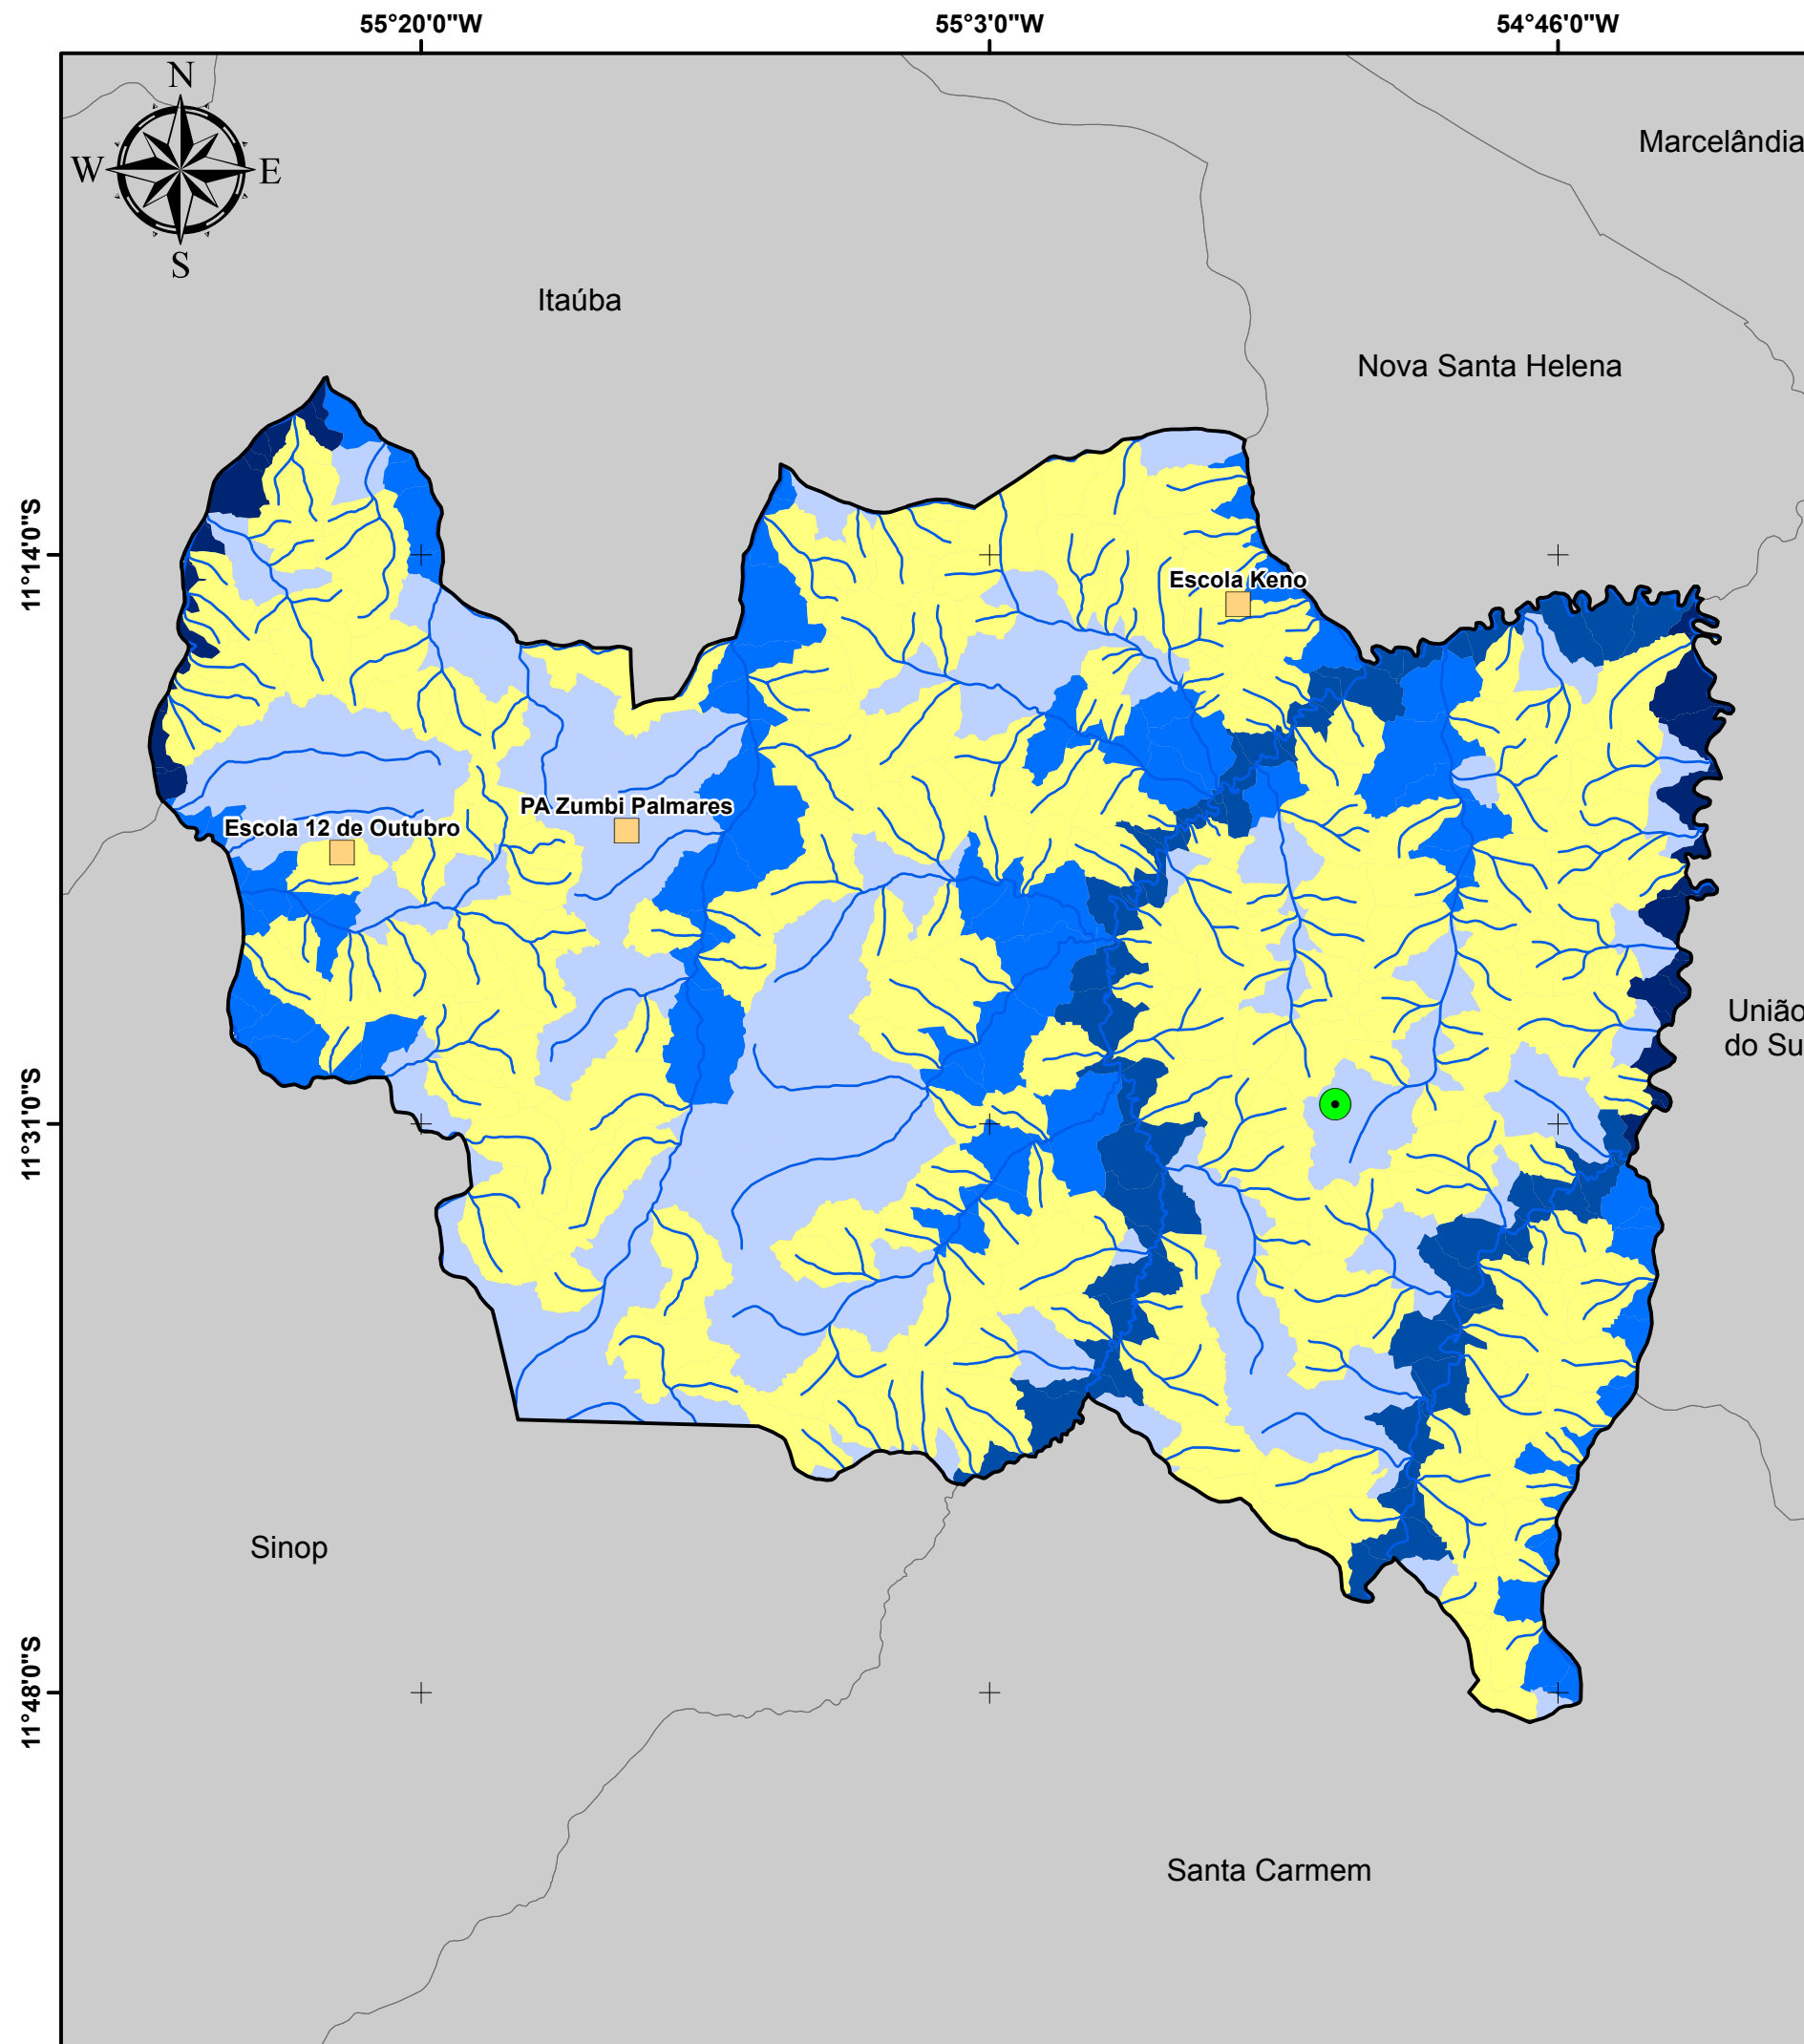 55°20'0"W
55°3'0"W
54°46'0"W
N
W
E
S
Marcelândia
Itaúba
Nova Santa Helena
11°14'0"S
Escola Keno
PA Zumbi Palmares
Escola 12 de Outubro
União
do Su
11°31'0"S
Sinop
11°48'0"S
Santa Carmem